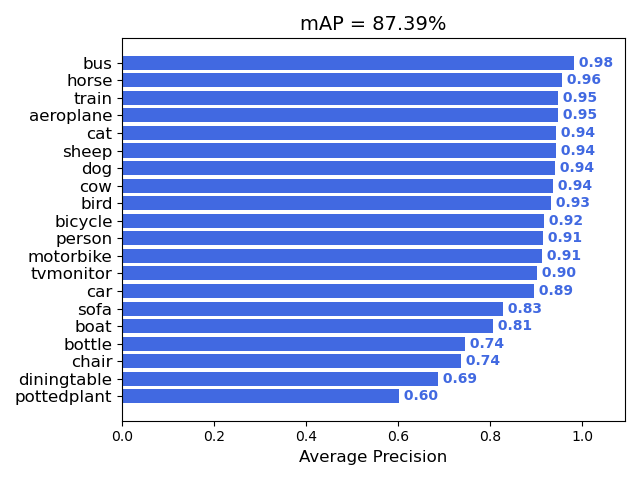 mAP = 87.39%
bus 0.98
horse 0.96
train 0.95
aeroplane 0.95
cat 0.94
sheep 0.94
dog 0.94
cow 0.94
bird 0.93
bicycle 0.92
person 0.91
motorbike 0.91
tvmonitor 0.90
car 0.89
sofa 0.83
boat 0.81
bottle 0.74
chair 0.74
diningtable 0.69
pottedplant 0.60
0.0 0.2 0.4 0.6 0.8 1.0
Average Precision